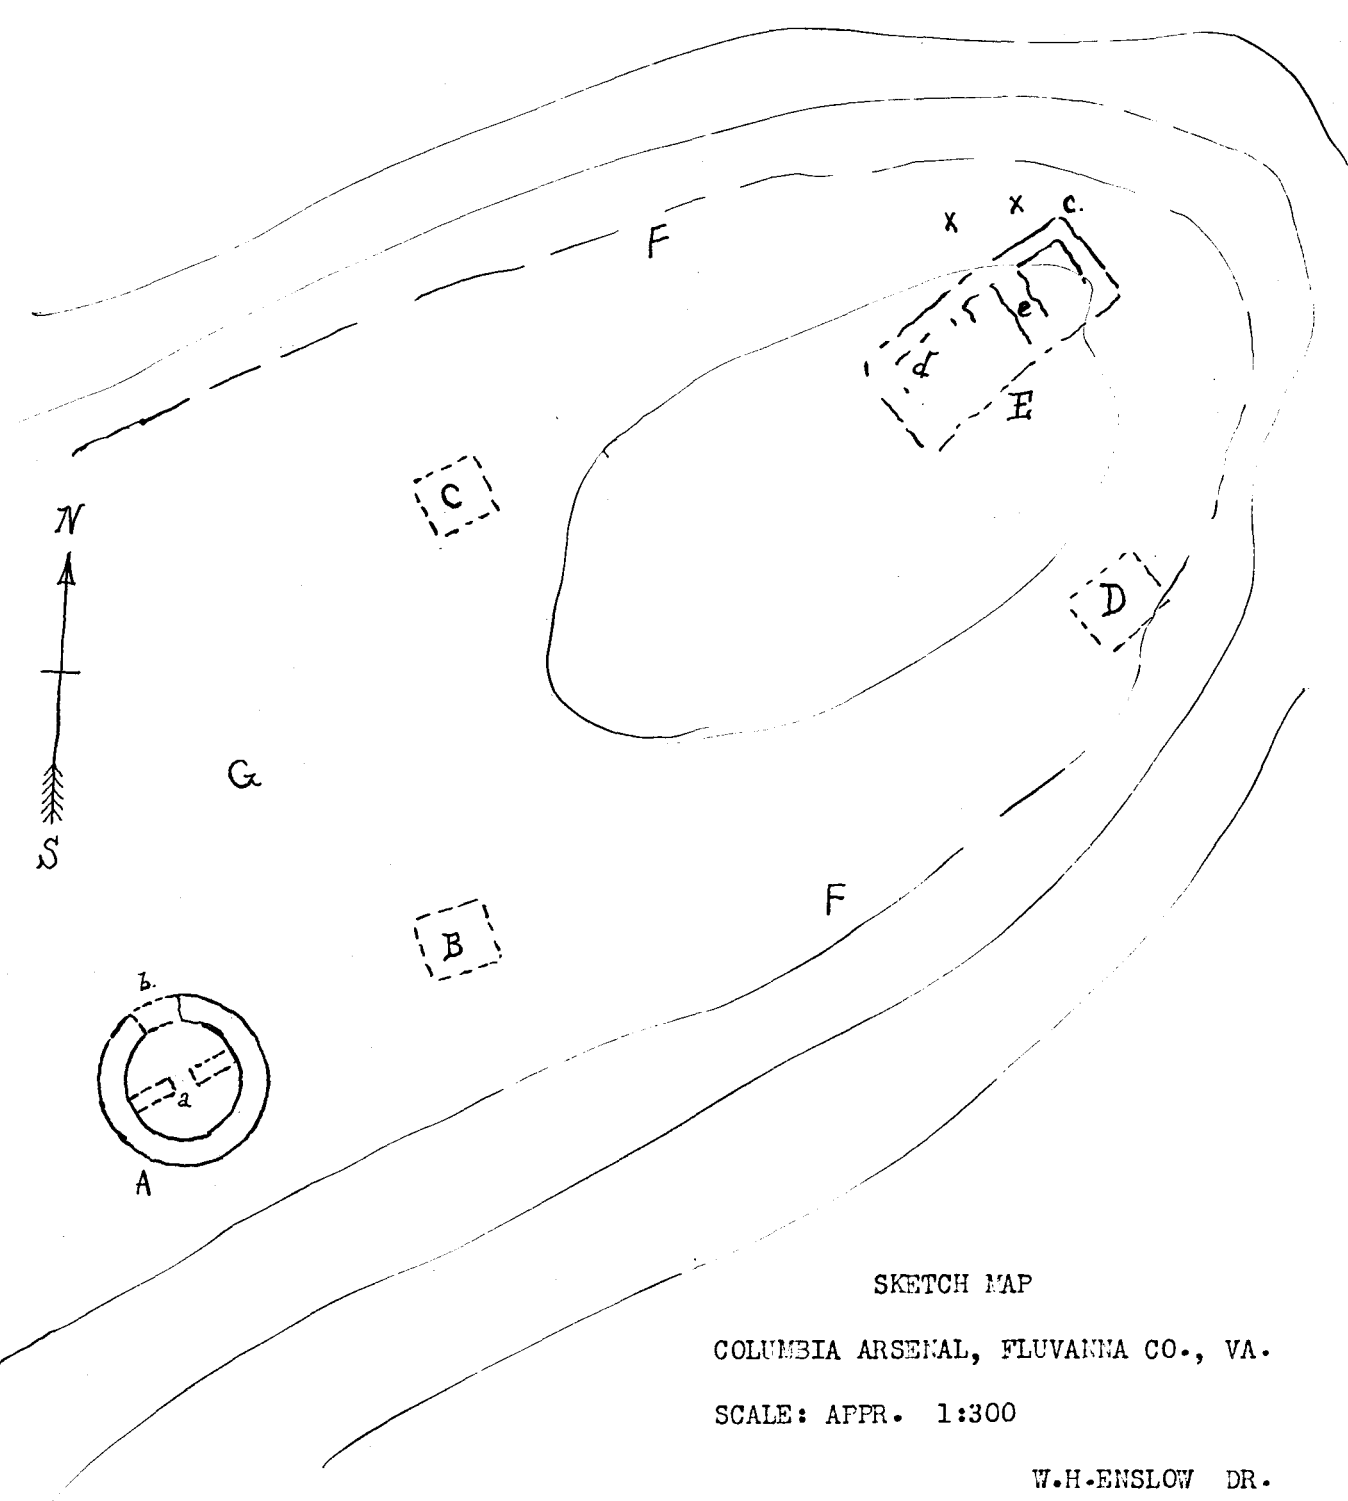 x x c.
F
e
d
E
C
N
D
G
S
F
B
b.
a
A
SKETCH MAP
COLUMBIA ARSENAL, FLUVANNA CO., VA.
SCALE: APPR. 1:300
W.H.ENSLOW DR.